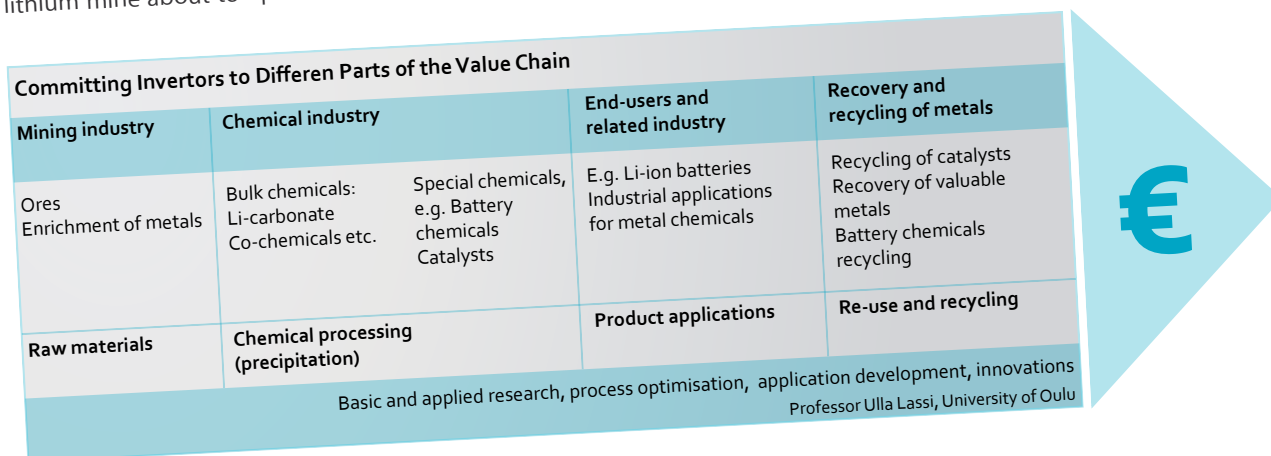 lithium mine about to
Committing Invertors to Differen Parts of the Value Chain
Mining industry
Chemical industry
End-users and
related industry
Recovery and
recycling of metals
Ores
Enrichment of metals
Bulk chemicals:
Li-carbonate
Co-chemicals etc.
Special chemicals,
e.g. Battery
chemicals
Catalysts
E.g. Li-ion batteries
Industrial applications
for metal chemicals
Recycling of catalysts
Recovery of valuable
metals
Battery chemicals
recycling
Raw materials
Chemical processing
(precipitation)
Product applications
Re-use and recycling
Basic and applied research, process optimisation, application development, innovations
Professor Ulla Lassi, University of Oulu
€